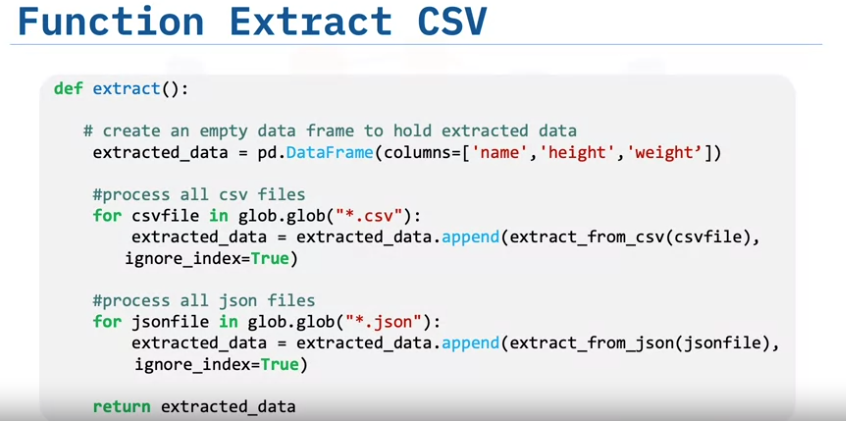 Function Extract CSV
def extract():
# create an empty data frame to hold extracted data
extracted_data = pd.DataFrame(columns=['name','height','weight’])
#process all csv files
for csvfile in glob.glob("*.csv"):
extracted_data = extracted_data.append(extract_from_csv(csvfile),
ignore_index=True)
#process all json files
for jsonfile in glob.glob("*.json"):
extracted_data = extracted_data.append(extract_from_json(jsonfile),
ignore_index=True)
return extracted_data